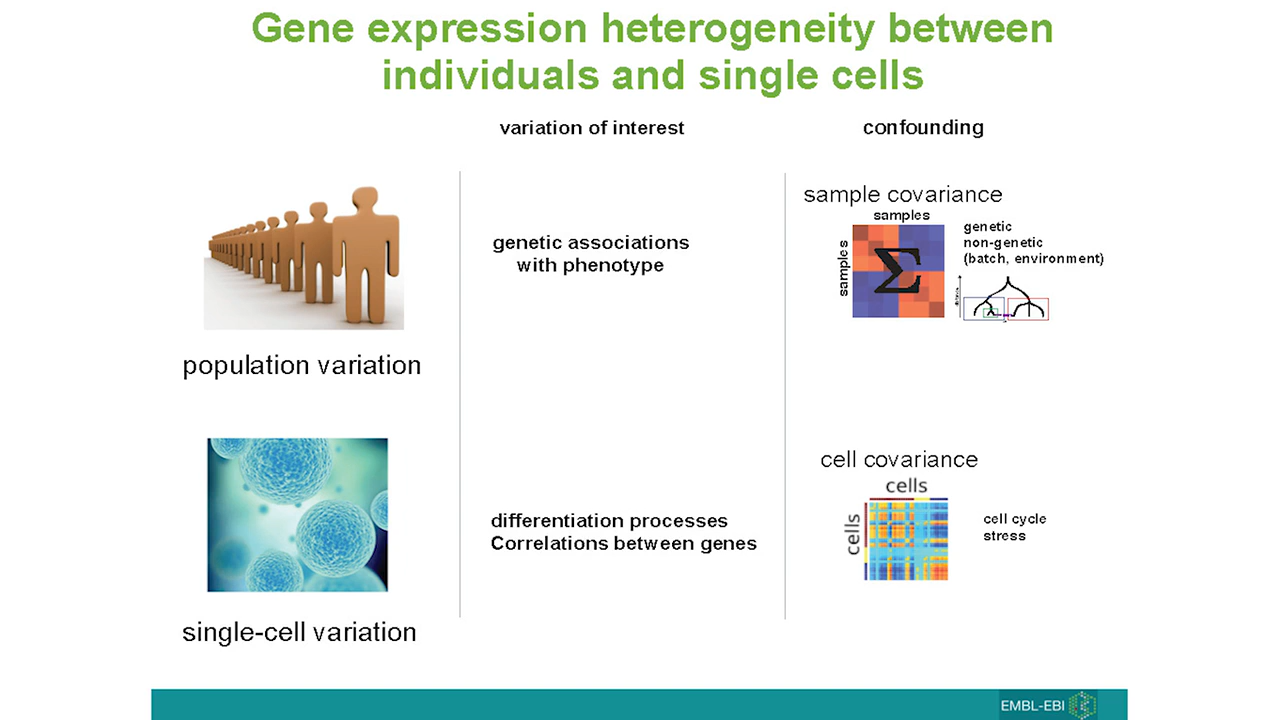 Gene expression heterogeneity between
individuals and single cells
variation of interest
confounding
population variation
genetic associations
with phenotype
sample covariance
samples
samples
Σ
genetic
non-genetic
(batch, environment)
single-cell variation
differentiation processes
Correlations between genes
cell covariance
cells
cells
cell cycle
stress
EMBL-EBI